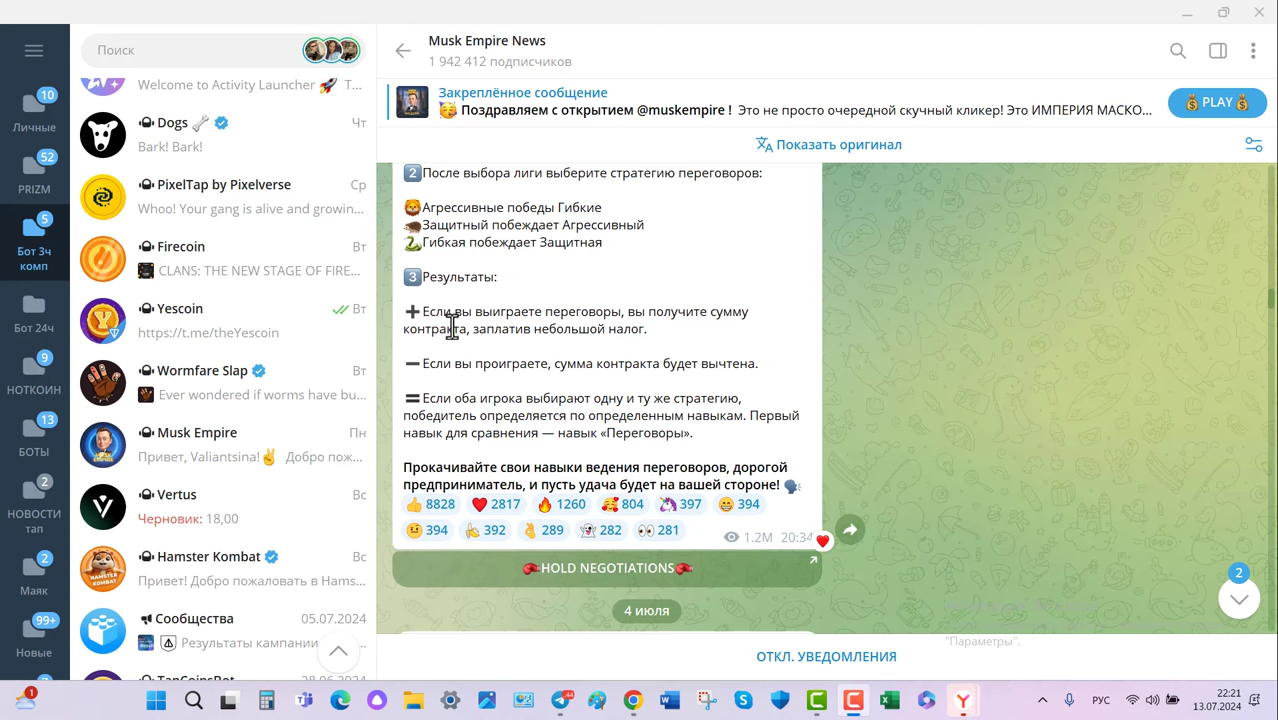 Поиск
Welcome to Activity Launcher 🚀 T...
Dogs 🦴
Чт
Bark! Bark!
PixelTap by Pixelverse
Ср
Whoo! Your gang is alive and growin...
Firecoin
Вт
CLANS: THE NEW STAGE OF FIRE...
Yescoin
Вт
https://t.me/theYescoin
Wormfare Slap
Вт
Ever wondered if worms have bu...
Musk Empire
Пн
Привет, Valiantsina!✌️ Добро пож...
Vertus
Вс
Черновик: 18,00
Hamster Kombat
Вс
Привет! Добро пожаловать в Hams...
Сообщества
05.07.2024
Результаты кампании
TapCoinsBot
28.06.2024
10
Личные
52
PRIZM
5
Бот 3ч
комп
Бот 24ч
9
НОТКОИН
13
БОТЫ
2
НОВОСТИ
тап
2
Маяк
99+
Новые
7
Musk Empire News
1 942 412 подписчиков
Закреплённое сообщение
🥳 Поздравляем с открытием @muskempire ! Это не просто очередной скучный кликер! Это ИМПЕРИЯ МАСКО...
💰 PLAY 💰
Показать оригинал
2️⃣После выбора лиги выберите стратегию переговоров:
🦁Агрессивные победы Гибкие
🦔Защитный побеждает Агрессивный
🐍Гибкая побеждает Защитная
3️⃣Результаты:
➕Если вы выиграете переговоры, вы получите сумму
контракта, заплатив небольшой налог.
➖Если вы проиграете, сумма контракта будет вычтена.
🟰Если оба игрока выбирают одну и ту же стратегию,
победитель определяется по определенным навыкам. Первый
навык для сравнения — навык «Переговоры».
Прокачивайте свои навыки ведения переговоров, дорогой
предприниматель, и пусть удача будет на вашей стороне! 🗣
👍 8828 ❤️ 2817 🔥 1260 🥰 804 🦄 397 😁 394
🤨 394 👏 392 🤞 289 👻 282 👀 281
1.2M 20:34
🥊HOLD NEGOTIATIONS🥊
4 июля
2
"Параметры".
ОТКЛ. УВЕДОМЛЕНИЯ
1
44
РУС
22:21
13.07.2024